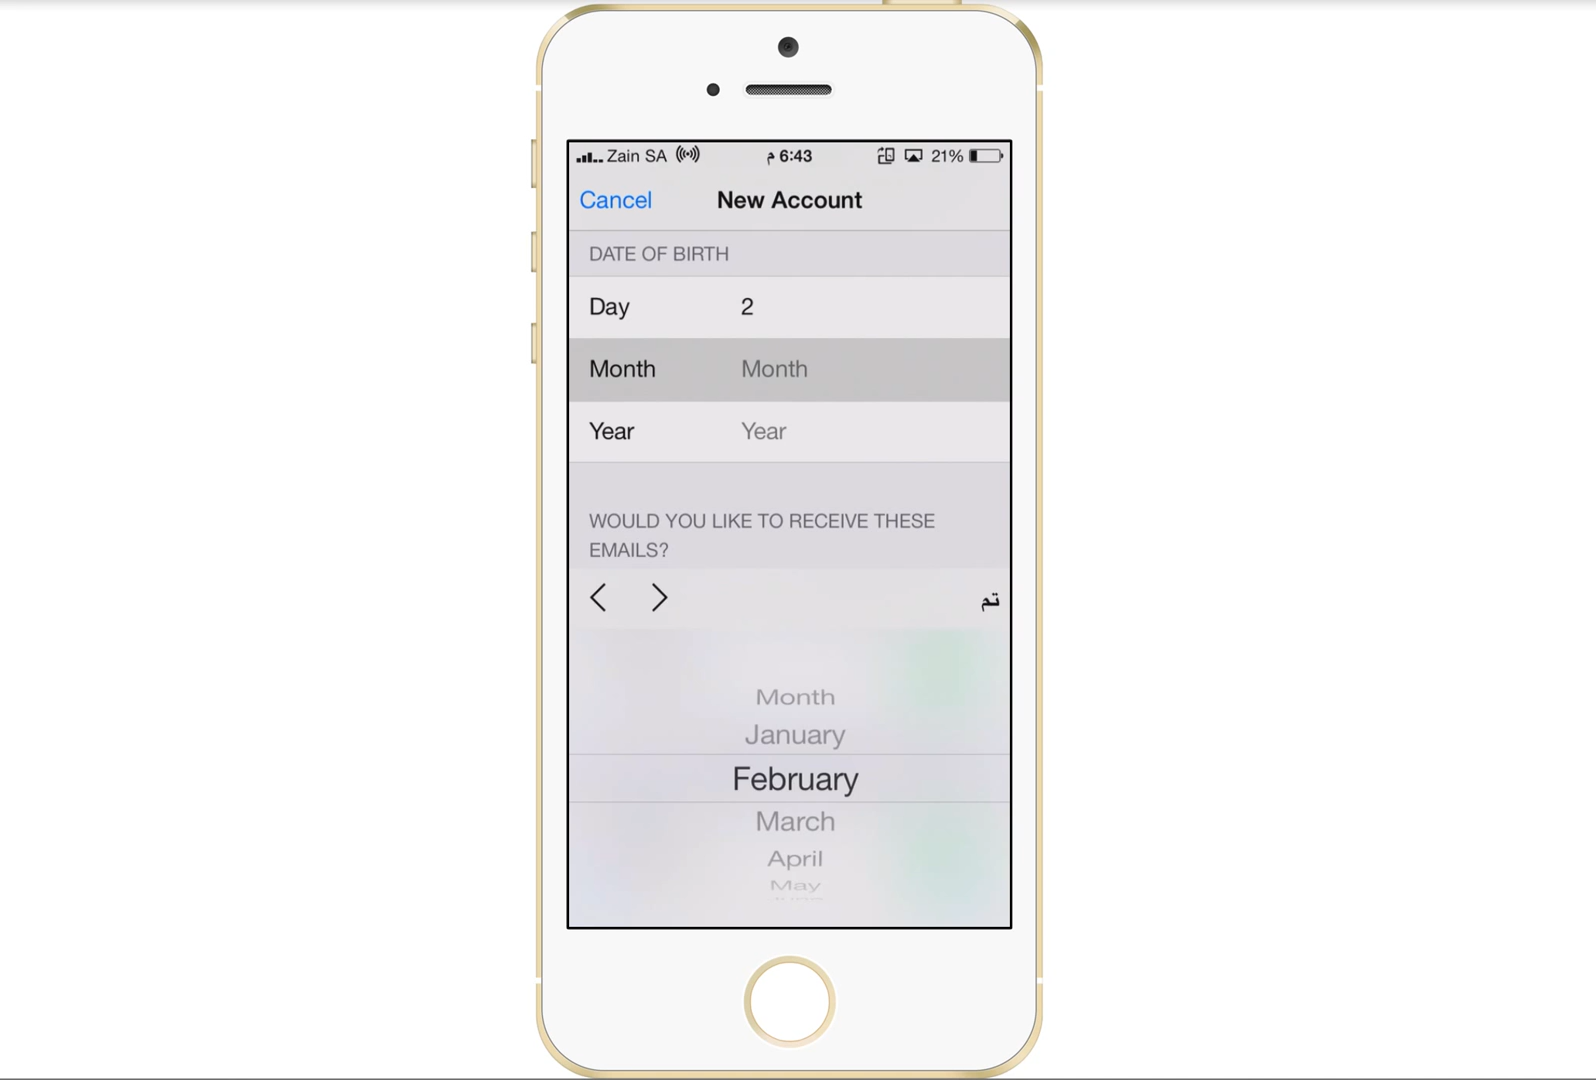 Zain SA 6:43 م 21%
Cancel New Account
DATE OF BIRTH
Day 2
Month Month
Year Year
WOULD YOU LIKE TO RECEIVE THESE
EMAILS?
تم
Month
January
February
March
April
May